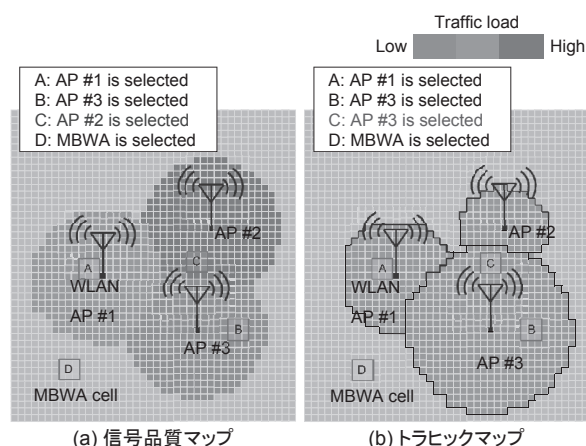 Traffic load
Low High
A: AP #1 is selected
B: AP #3 is selected
C: AP #2 is selected
D: MBWA is selected
A: AP #1 is selected
B: AP #3 is selected
C: AP #3 is selected
D: MBWA is selected
AP #2
C
A
WLAN
AP #1
B
AP #3
D
MBWA cell
(a) 信号品質マップ
AP #2
C
A
WLAN
AP #1
B
AP #3
D
MBWA cell
(b) トラヒックマップ